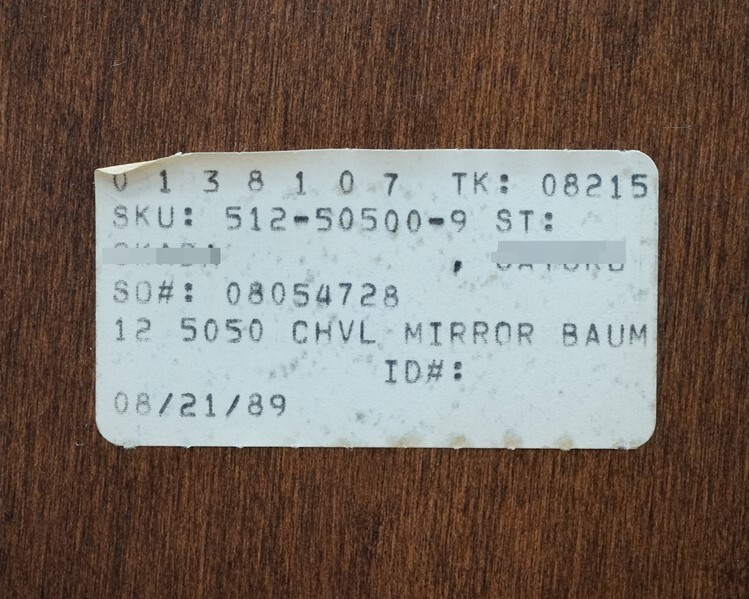 0 1 3 8 1 0 7 TK: 08215
SKU: 512-50500-9 ST:
,
SO#: 08054728
12 5050 CHVL MIRROR BAUM
ID#:
08/21/89